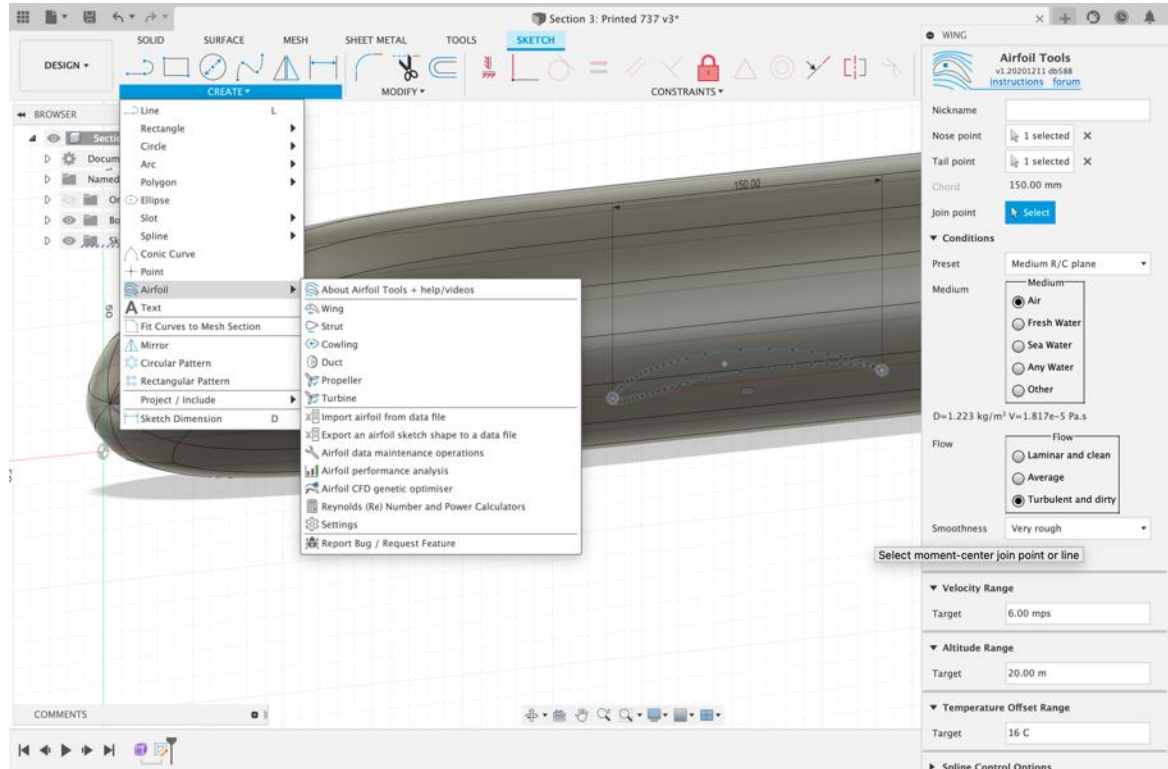 Section 3: Printed 737 v3*
DESIGN
SOLID SURFACE MESH SHEET METAL TOOLS SKETCH
CREATE MODIFY CONSTRAINTS
BROWSER
Secti
Docum
Named
Or
Bo
Sk
Line L
Rectangle
Circle
Arc
Polygon
Ellipse
Slot
Spline
Conic Curve
Point
Airfoil
Text
Fit Curves to Mesh Section
Mirror
Circular Pattern
Rectangular Pattern
Project / Include
Sketch Dimension D
About Airfoil Tools + help/videos
Wing
Strut
Cowling
Duct
Propeller
Turbine
Import airfoil from data file
Export an airfoil sketch shape to a data file
Airfoil data maintenance operations
Airfoil performance analysis
Airfoil CFD genetic optimiser
Reynolds (Re) Number and Power Calculators
Settings
Report Bug / Request Feature
50
150.00
WING
Airfoil Tools
v1.20201211 db588
instructions forum
Nickname
Nose point 1 selected
Tail point 1 selected
Chord 150.00 mm
Join point Select
Conditions
Preset Medium R/C plane
Medium Medium
Air
Fresh Water
Sea Water
Any Water
Other
D=1.223 kg/m³ V=1.817e-5 Pa.s
Flow Flow
Laminar and clean
Average
Turbulent and dirty
Smoothness Very rough
Select moment-center join point or line
Velocity Range
Target 6.00 mps
Altitude Range
Target 20.00 m
Temperature Offset Range
Target 16 C
Spline Control Options
COMMENTS